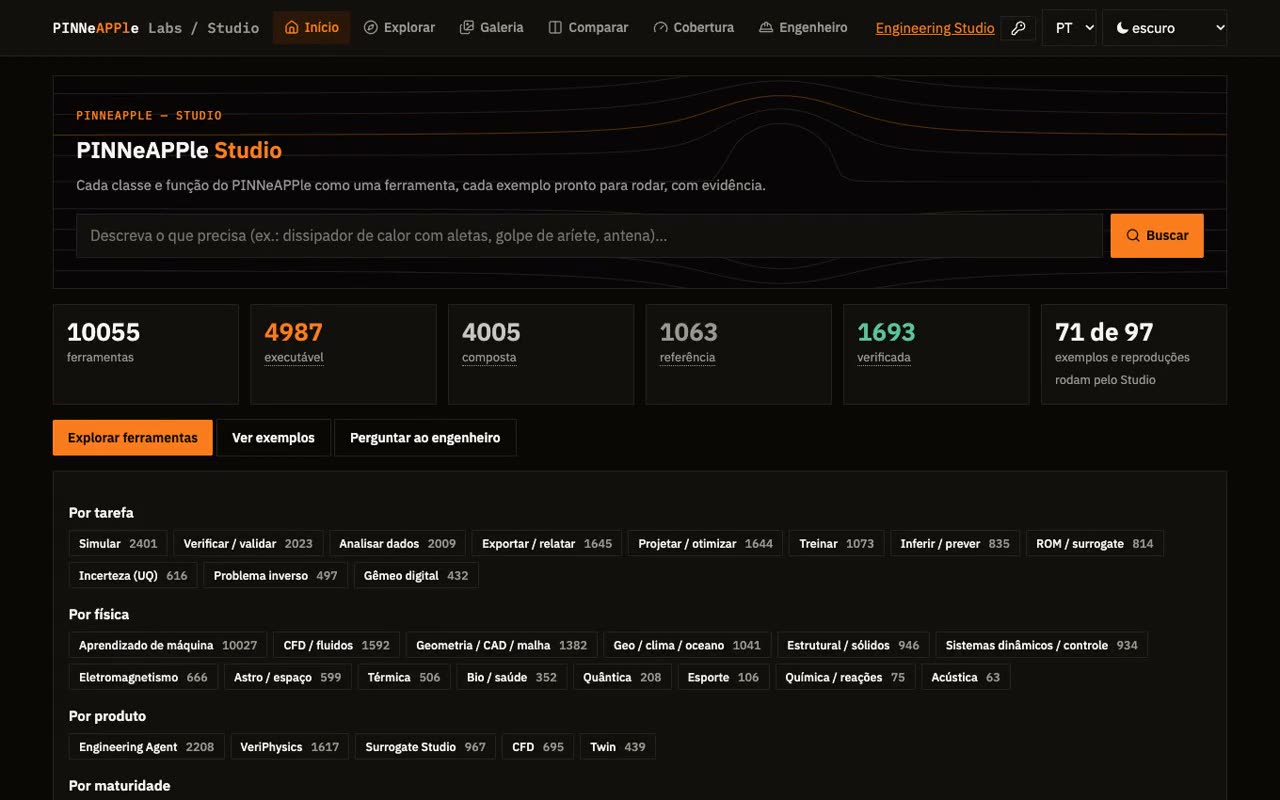 PINNeAPPle Labs / Studio Início Explorar Galeria Comparar Cobertura Engenheiro Engineering Studio PT escuro
PINNEAPPLE — STUDIO
PINNeAPPle Studio
Cada classe e função do PINNeAPPle como uma ferramenta, cada exemplo pronto para rodar, com evidência.
Descreva o que precisa (ex.: dissipador de calor com aletas, golpe de aríete, antena)... Buscar
10055 4987 4005 1063 1693 71 de 97
ferramentas executável composta referência verificada exemplos e reproduções
rodam pelo Studio
Explorar ferramentas Ver exemplos Perguntar ao engenheiro
Por tarefa
Simular 2401 Verificar / validar 2023 Analisar dados 2009 Exportar / relatar 1645 Projetar / otimizar 1644 Treinar 1073 Inferir / prever 835 ROM / surrogate 814
Incerteza (UQ) 616 Problema inverso 497 Gêmeo digital 432
Por física
Aprendizado de máquina 10027 CFD / fluidos 1592 Geometria / CAD / malha 1382 Geo / clima / oceano 1041 Estrutural / sólidos 946 Sistemas dinâmicos / controle 934
Eletromagnetismo 666 Astro / espaço 599 Térmica 506 Bio / saúde 352 Quântica 208 Esporte 106 Química / reações 75 Acústica 63
Por produto
Engineering Agent 2208 VeriPhysics 1617 Surrogate Studio 967 CFD 695 Twin 439
Por maturidade